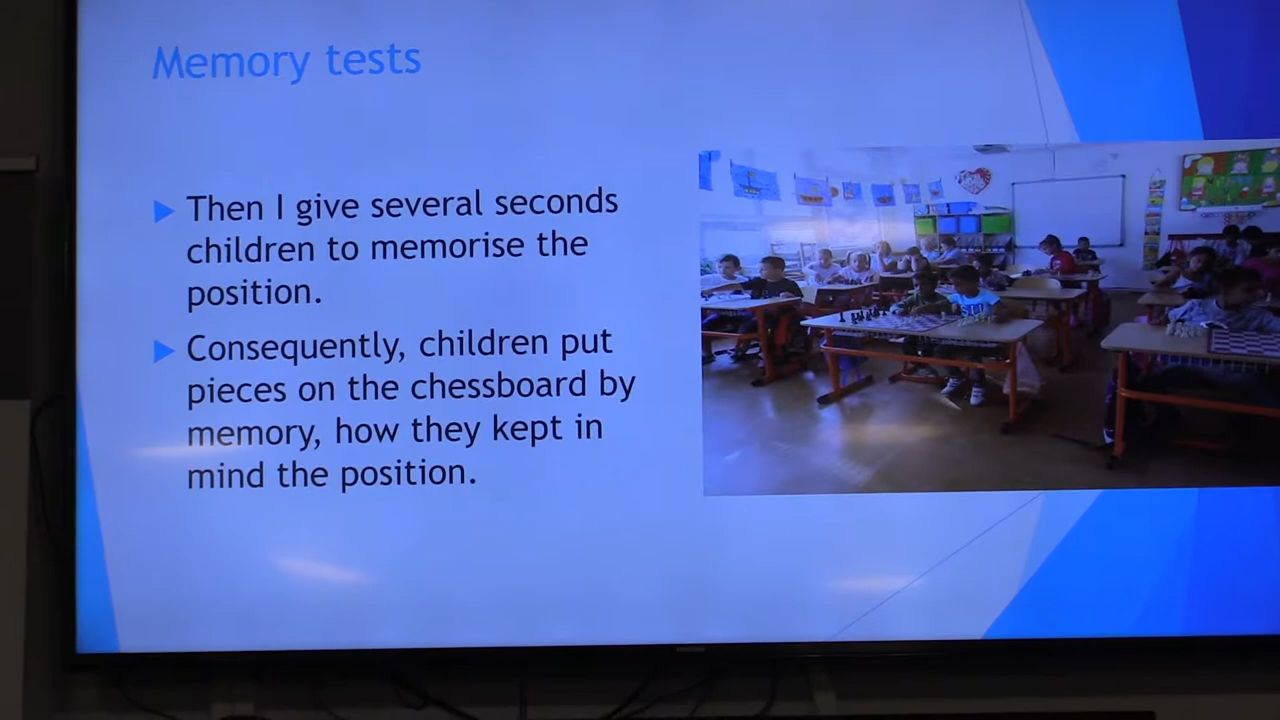 Memory tests
Then I give several seconds
children to memorise the
position.
Consequently, children put
pieces on the chessboard by
memory, how they kept in
mind the position.